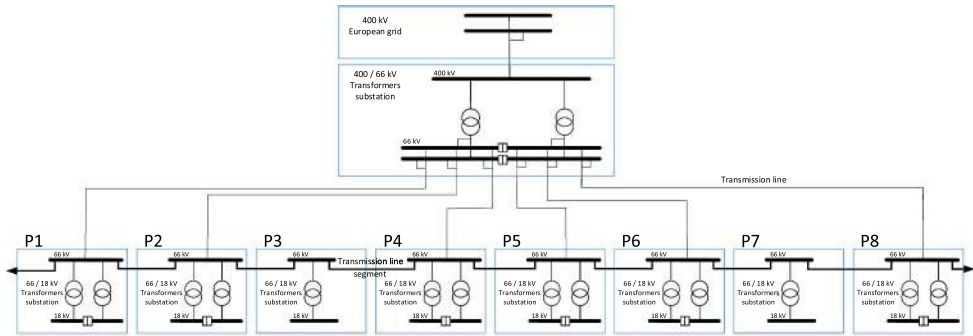 400 kV
European grid
400 / 66 kV
Transformers
substation
400 kV
66 kV
Transmission line
P1
P2
P3
P4
P5
P6
P7
P8
66 kV
66 kV
66 kV
66 kV
66 kV
66 kV
66 kV
66 kV
Transmission line
segment
66 / 18 kV
Transformers
substation
66 / 18 kV
Transformers
substation
66 / 18 kV
Transformers
substation
66 / 18 kV
Transformers
substation
66 / 18 kV
Transformers
substation
66 / 18 kV
Transformers
substation
66 / 18 kV
Transformers
substation
66 / 18 kV
Transformers
substation
18 kV
18 kV
18 kV
18 kV
18 kV
18 kV
18 kV
18 kV